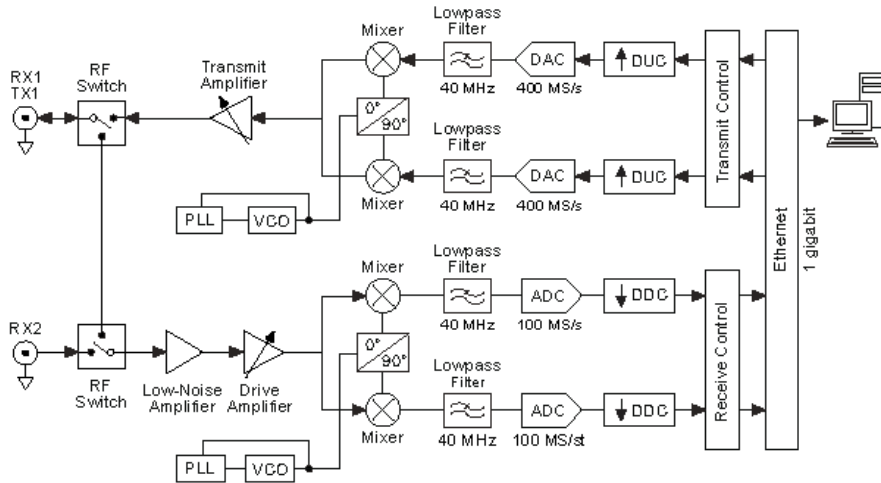 RX1
TX1
RF
Switch
Transmit
Amplifier
Mixer
0°
90°
Mixer
Lowpass
Filter
40 MHz
DAC
400 MS/s
DUC
Lowpass
Filter
40 MHz
DAC
400 MS/s
DUC
Transmit Control
PLL
VCO
Ethernet
1 gigabit
RX2
RF
Switch
Low-Noise
Amplifier
Drive
Amplifier
Mixer
0°
90°
Mixer
Lowpass
Filter
40 MHz
ADC
100 MS/s
DDC
Lowpass
Filter
40 MHz
ADC
100 MS/st
DDC
Receive Control
PLL
VCO